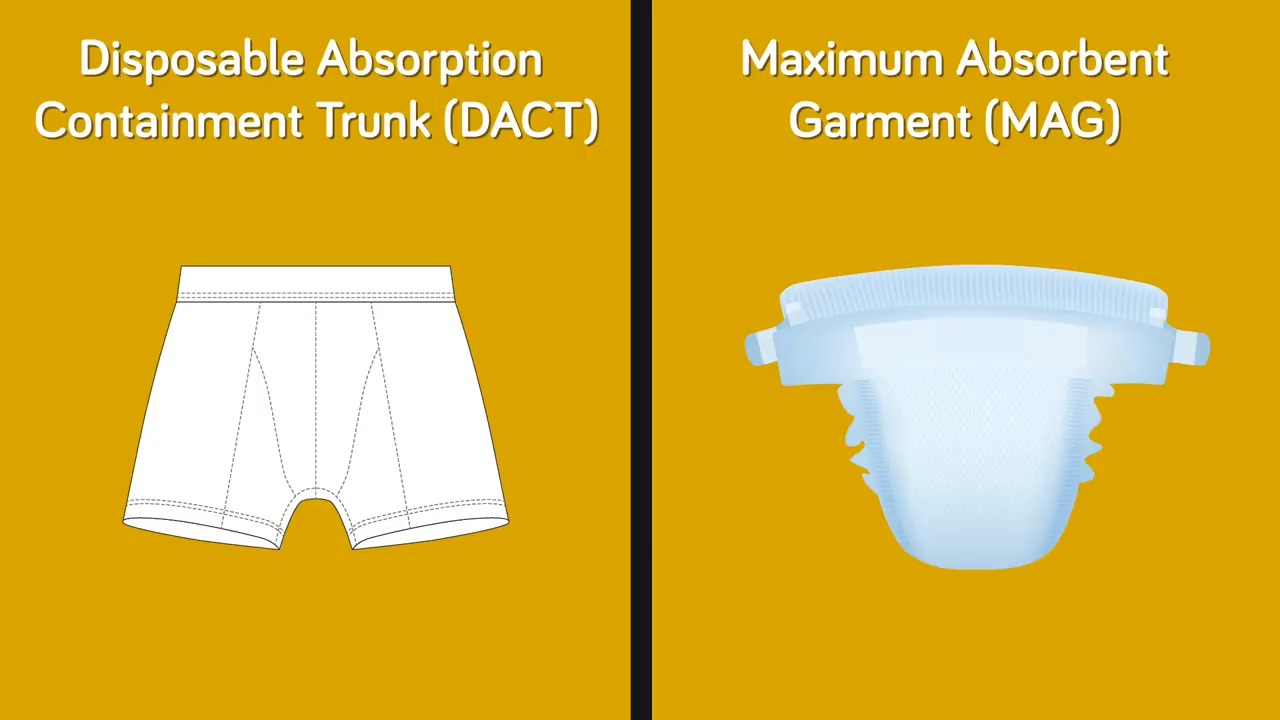 Disposable Absorption
Containment Trunk (DACT)
Maximum Absorbent
Garment (MAG)